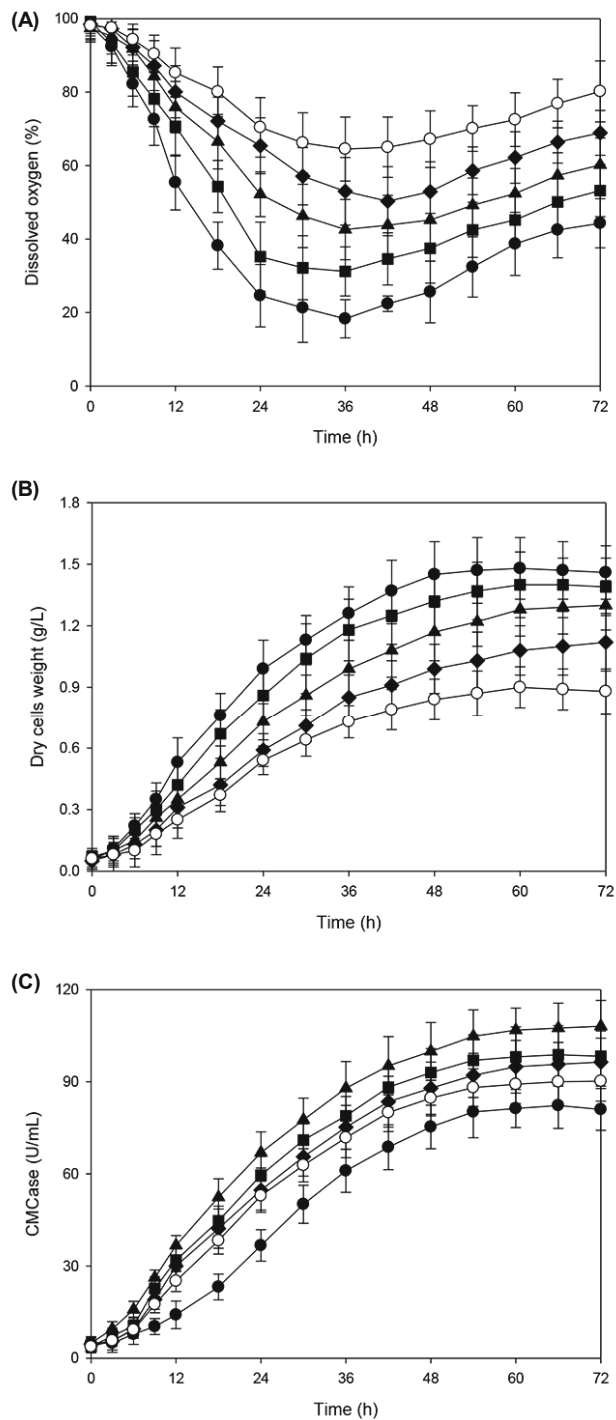 (A)
100
80
60
40
20
0
Dissolved oxygen (%)
0 12 24 36 48 60 72
Time (h)
(B)
1.8
1.5
1.2
0.9
0.6
0.3
0.0
Dry cells weight (g/L)
0 12 24 36 48 60 72
Time (h)
(C)
120
90
60
30
0
CMCase (U/mL)
0 12 24 36 48 60 72
Time (h)